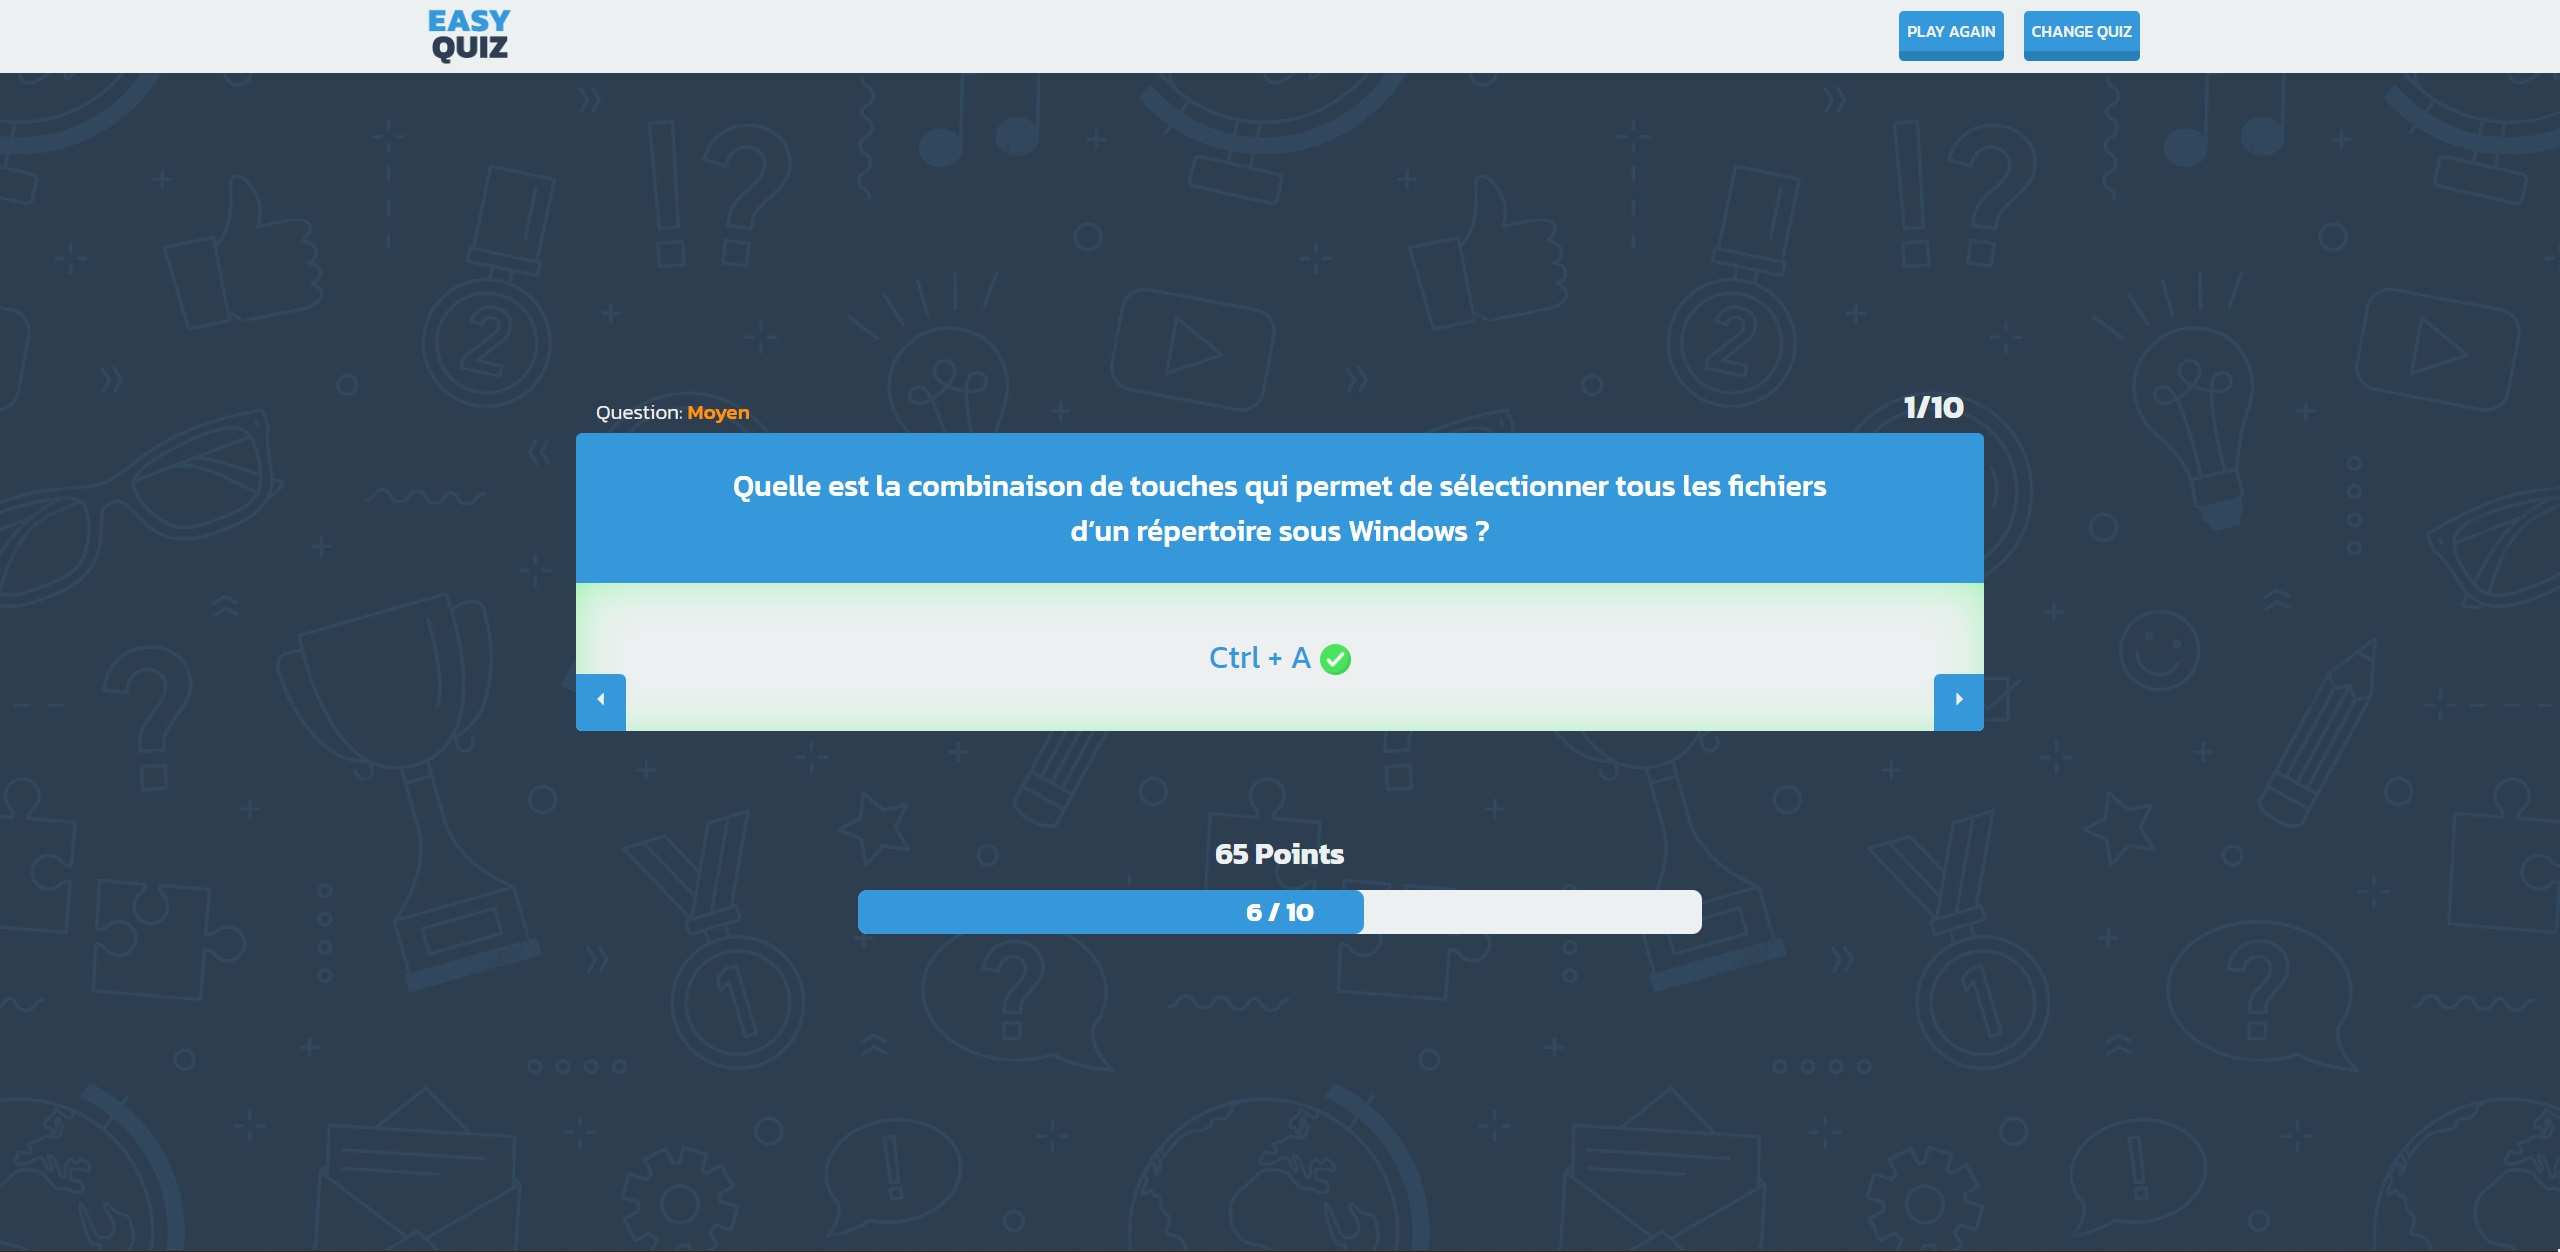 EASY
QUIZ
PLAY AGAIN
CHANGE QUIZ
Question: Moyen
1/10
Quelle est la combinaison de touches qui permet de sélectionner tous les fichiers
d’un répertoire sous Windows ?
Ctrl + A
65 Points
6 / 10